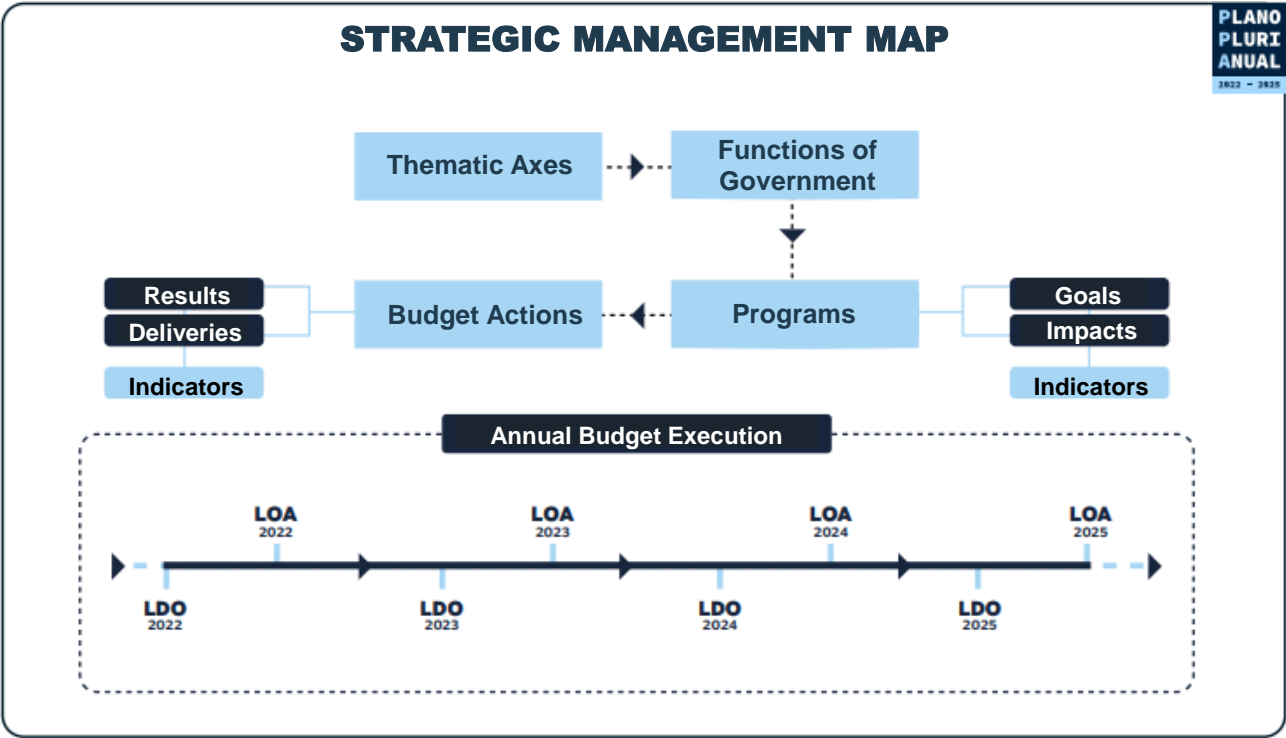 STRATEGIC MANAGEMENT MAP
PLANO
PLURI
ANUAL
2022 - 2025
Thematic Axes
Functions of
Government
Results
Deliveries
Indicators
Budget Actions
Programs
Goals
Impacts
Indicators
Annual Budget Execution
LOA
2022
LOA
2023
LOA
2024
LOA
2025
LDO
2022
LDO
2023
LDO
2024
LDO
2025